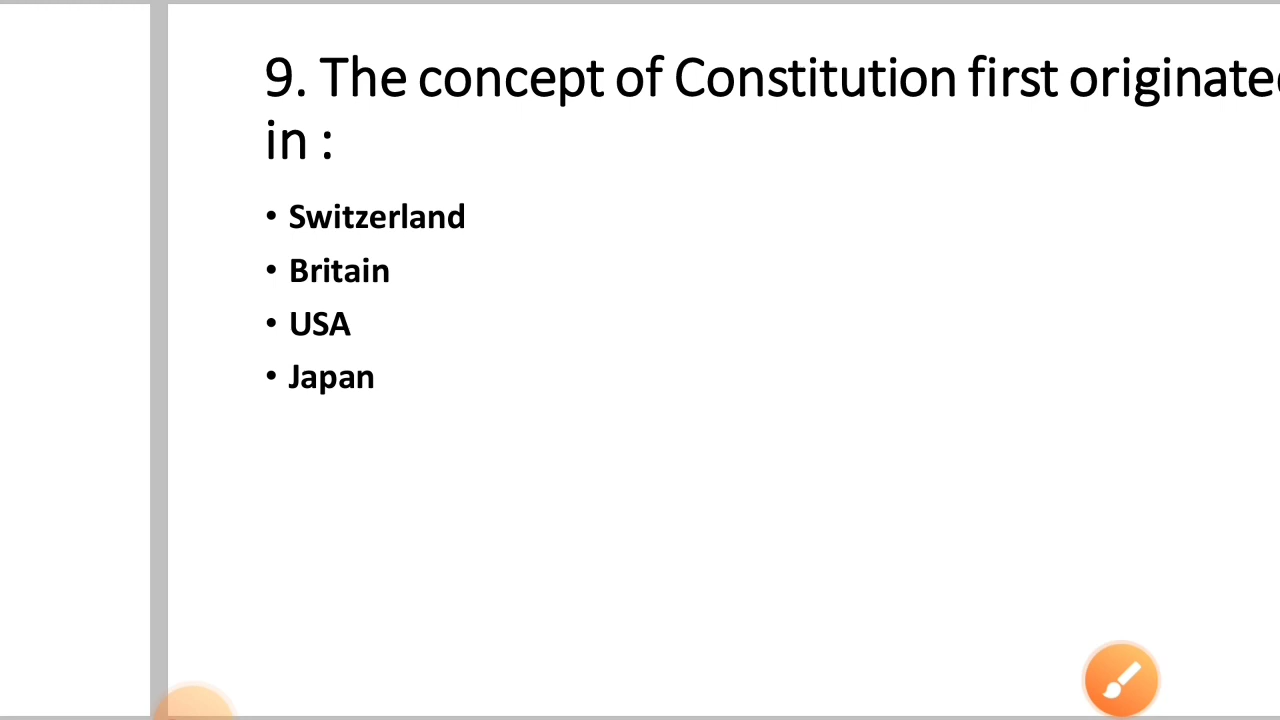 9. The concept of Constitution first originate
in :
• Switzerland
• Britain
• USA
• Japan